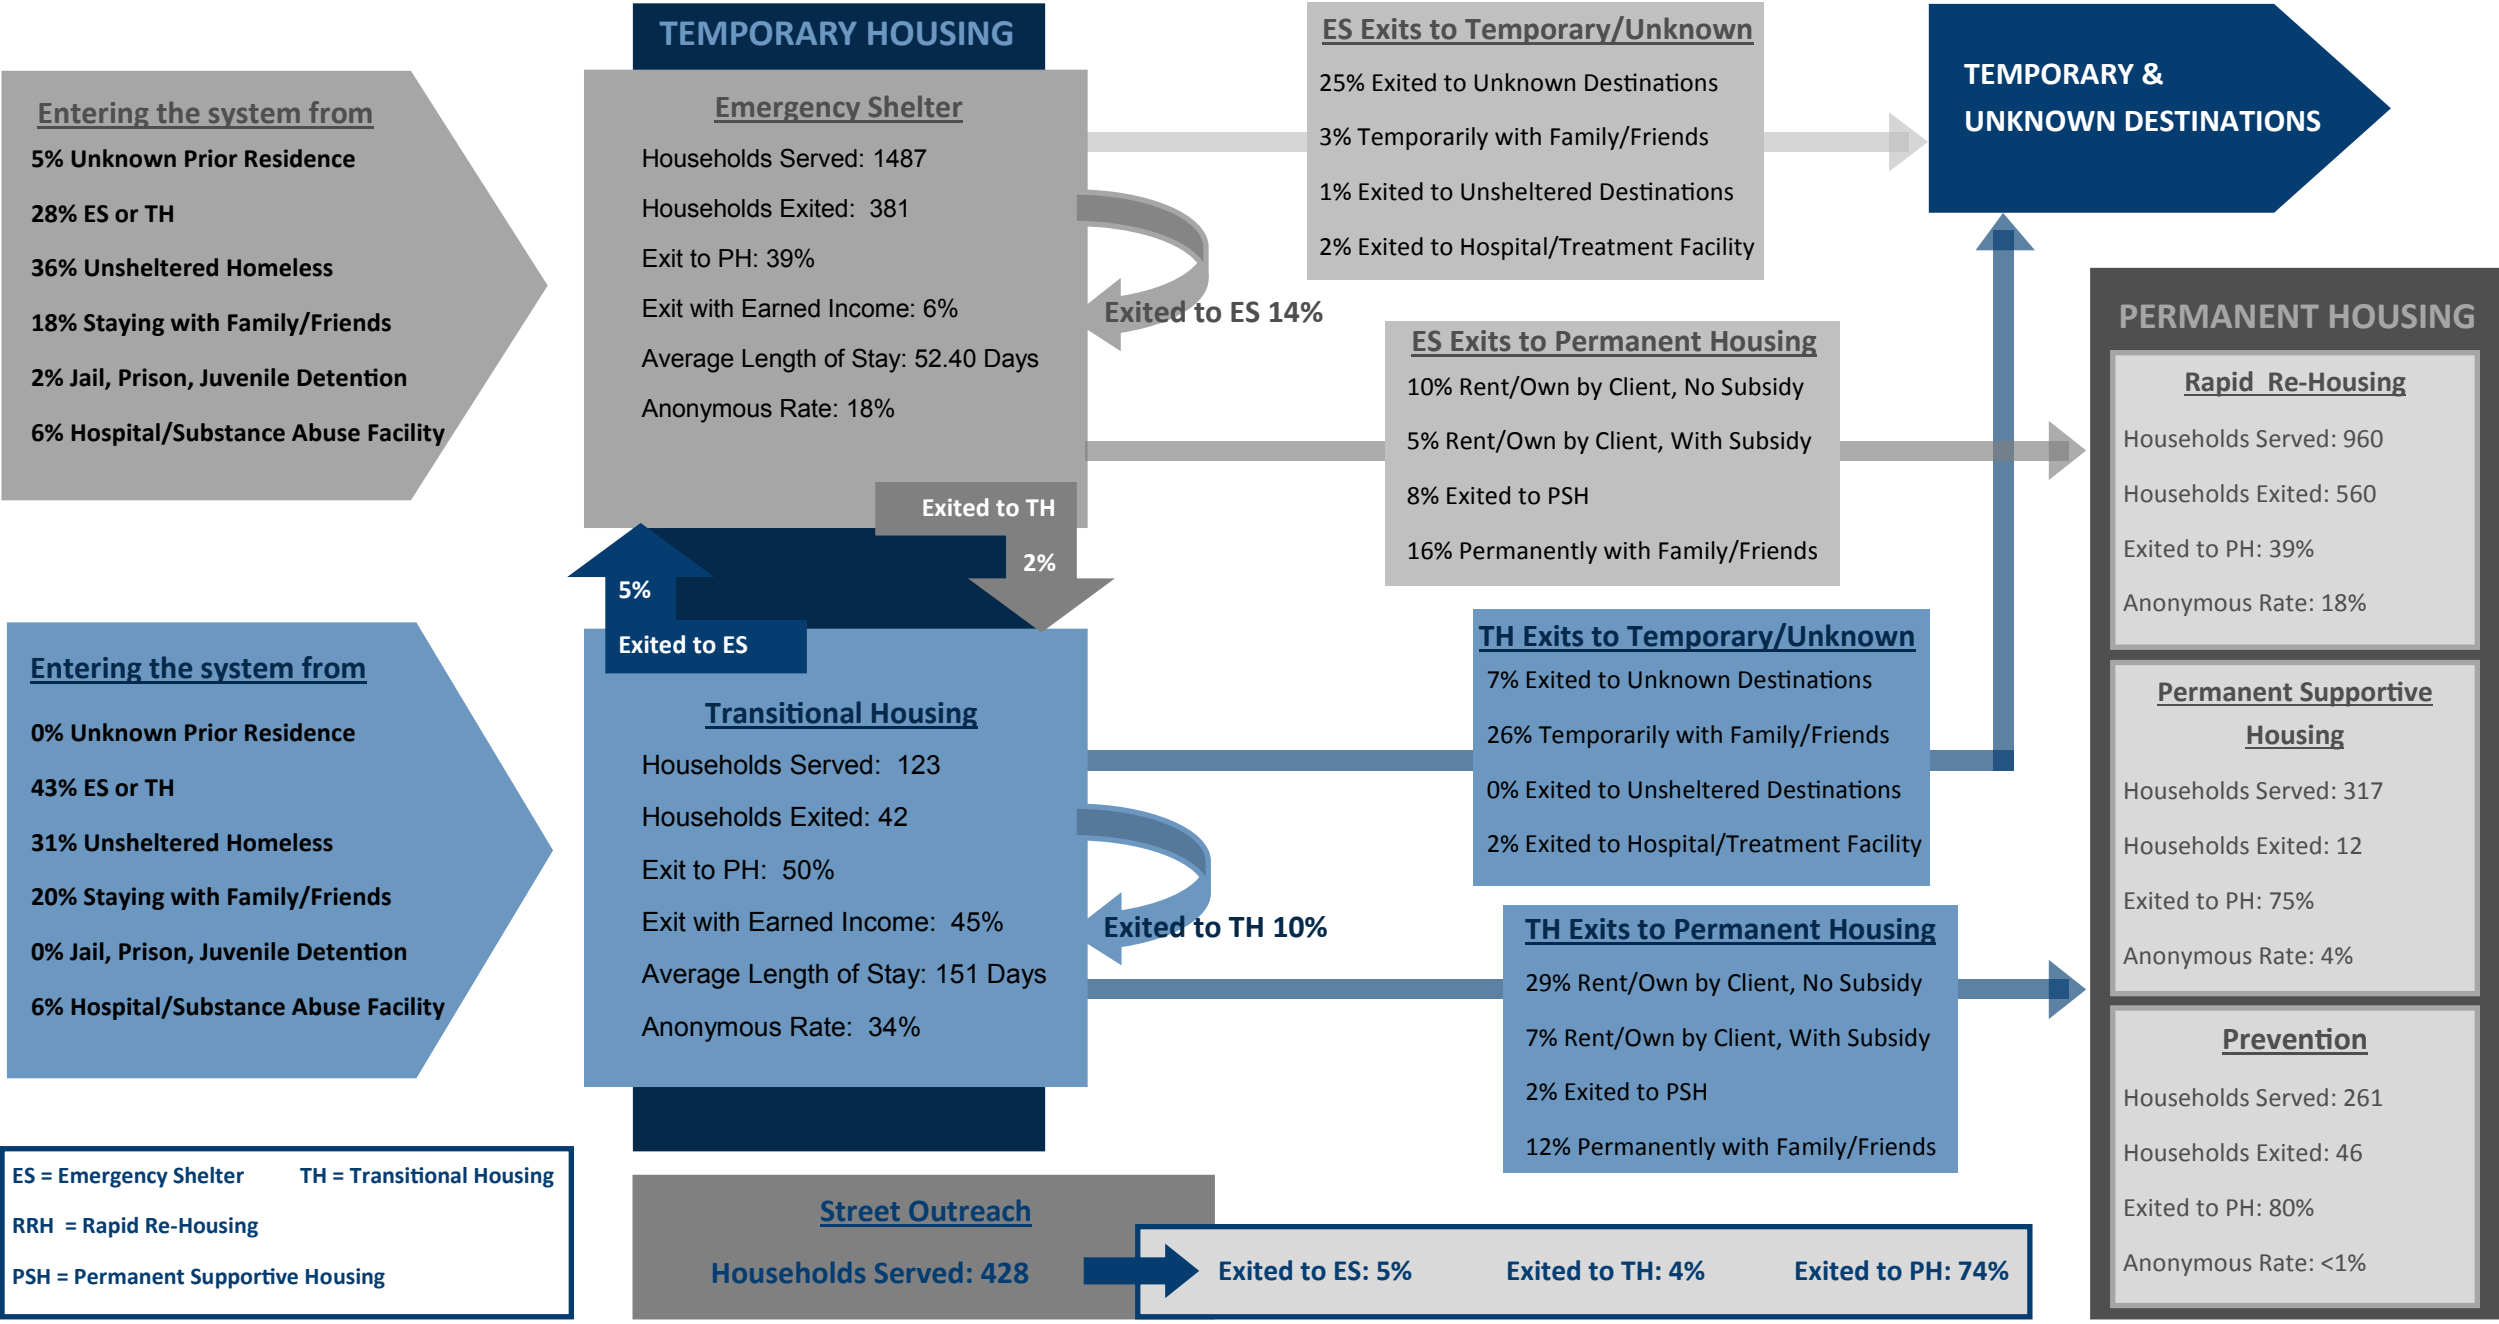 TEMPORARY HOUSING
Entering the system from
5% Unknown Prior Residence
28% ES or TH
36% Unsheltered Homeless
18% Staying with Family/Friends
2% Jail, Prison, Juvenile Detention
6% Hospital/Substance Abuse Facility
Emergency Shelter
Households Served: 1487
Households Exited: 381
Exit to PH: 39%
Exit with Earned Income: 6%
Average Length of Stay: 52.40 Days
Anonymous Rate: 18%
Exited to ES 14%
ES Exits to Temporary/Unknown
25% Exited to Unknown Destinations
3% Temporarily with Family/Friends
1% Exited to Unsheltered Destinations
2% Exited to Hospital/Treatment Facility
TEMPORARY &
UNKNOWN DESTINATIONS
ES Exits to Permanent Housing
10% Rent/Own by Client, No Subsidy
5% Rent/Own by Client, With Subsidy
8% Exited to PSH
16% Permanently with Family/Friends
Exited to TH
2%
5%
Exited to ES
Entering the system from
0% Unknown Prior Residence
43% ES or TH
31% Unsheltered Homeless
20% Staying with Family/Friends
0% Jail, Prison, Juvenile Detention
6% Hospital/Substance Abuse Facility
Transitional Housing
Households Served: 123
Households Exited: 42
Exit to PH: 50%
Exit with Earned Income: 45%
Average Length of Stay: 151 Days
Anonymous Rate: 34%
Exited to TH 10%
TH Exits to Temporary/Unknown
7% Exited to Unknown Destinations
26% Temporarily with Family/Friends
0% Exited to Unsheltered Destinations
2% Exited to Hospital/Treatment Facility
TH Exits to Permanent Housing
29% Rent/Own by Client, No Subsidy
7% Rent/Own by Client, With Subsidy
2% Exited to PSH
12% Permanently with Family/Friends
PERMANENT HOUSING
Rapid Re-Housing
Households Served: 960
Households Exited: 560
Exited to PH: 39%
Anonymous Rate: 18%
Permanent Supportive
Housing
Households Served: 317
Households Exited: 12
Exited to PH: 75%
Anonymous Rate: 4%
Prevention
Households Served: 261
Households Exited: 46
Exited to PH: 80%
Anonymous Rate: <1%
ES = Emergency Shelter TH = Transitional Housing
RRH = Rapid Re-Housing
PSH = Permanent Supportive Housing
Street Outreach
Households Served: 428
Exited to ES: 5% Exited to TH: 4% Exited to PH: 74%